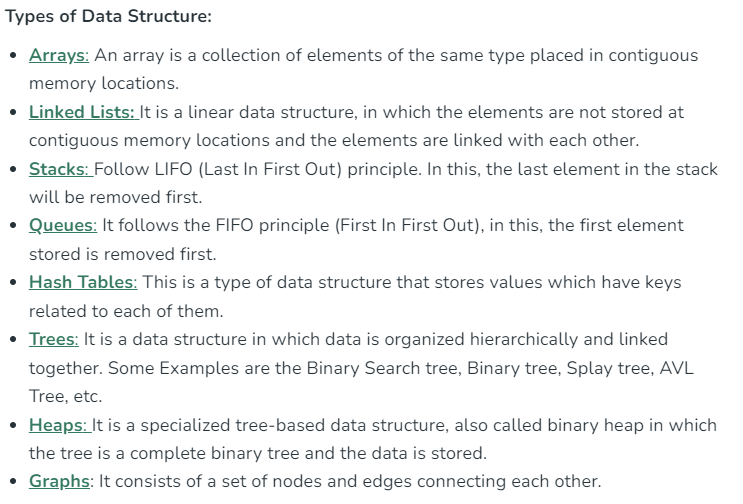 Types of Data Structure:
Arrays: An array is a collection of elements of the same type placed in contiguous
memory locations.
Linked Lists: It is a linear data structure, in which the elements are not stored at
contiguous memory locations and the elements are linked with each other.
Stacks: Follow LIFO (Last In First Out) principle. In this, the last element in the stack
will be removed first.
Queues: It follows the FIFO principle (First In First Out), in this, the first element
stored is removed first.
Hash Tables: This is a type of data structure that stores values which have keys
related to each of them.
Trees: It is a data structure in which data is organized hierarchically and linked
together. Some Examples are the Binary Search tree, Binary tree, Splay tree, AVL
Tree, etc.
Heaps: It is a specialized tree-based data structure, also called binary heap in which
the tree is a complete binary tree and the data is stored.
Graphs: It consists of a set of nodes and edges connecting each other.